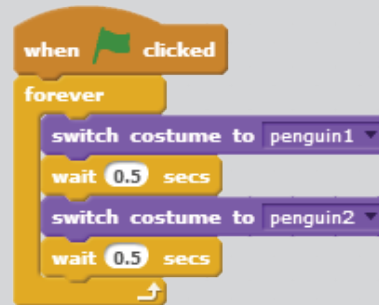 when clicked
forever
switch costume to penguin1
wait 0.5 secs
switch costume to penguin2
wait 0.5 secs